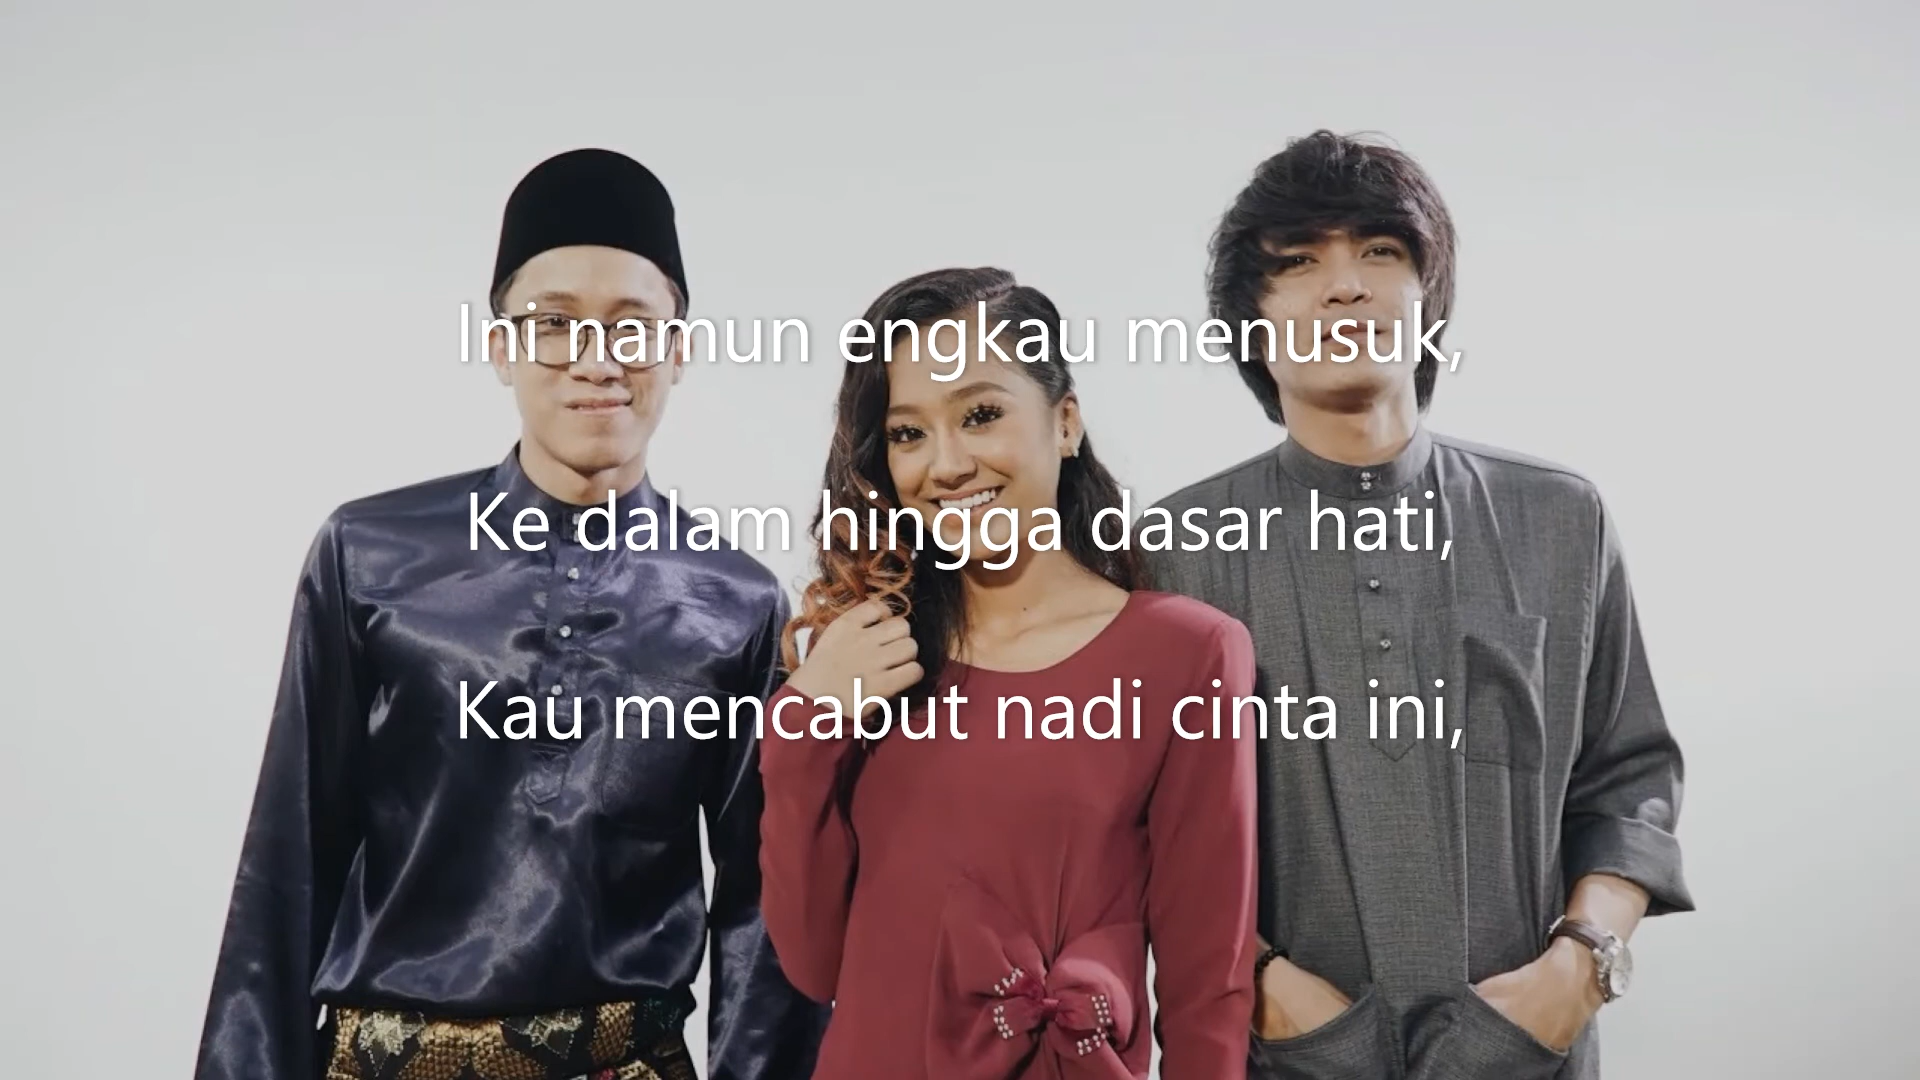 Ini namun engkau menusuk,
Ke dalam hingga dasar hati,
Kau mencabut nadi cinta ini,